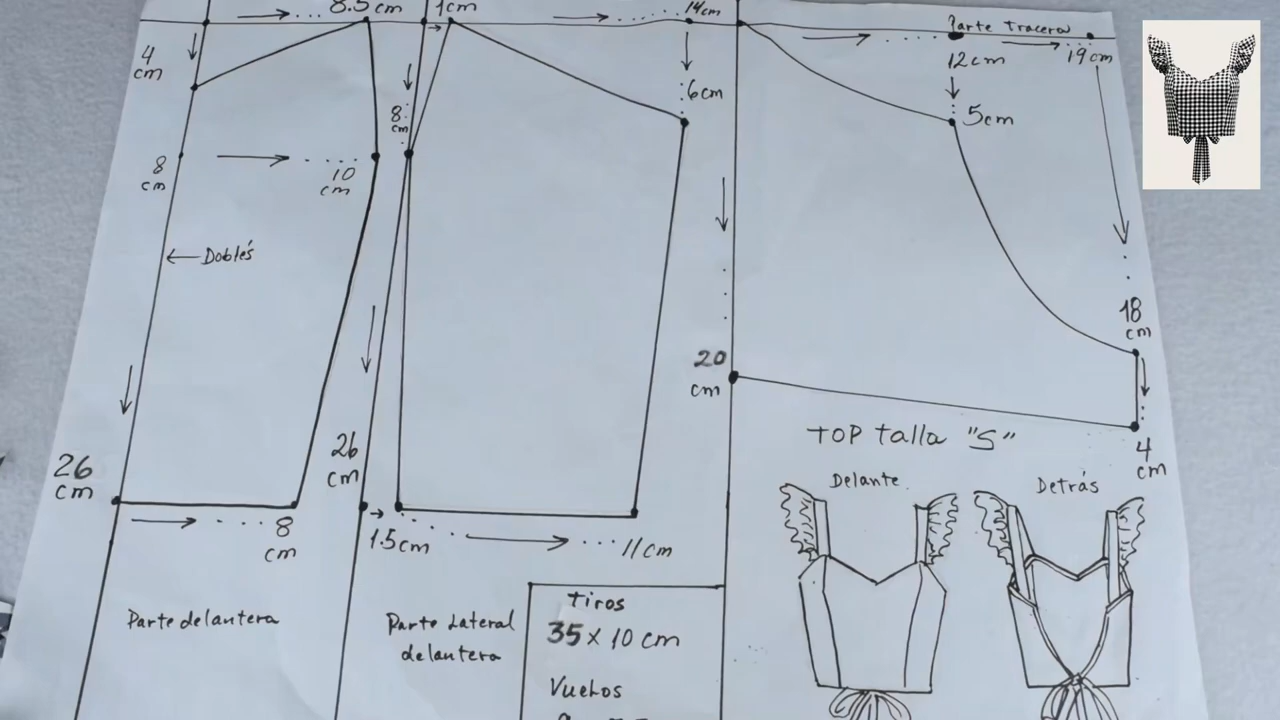 8.5cm
1cm
14cm
Parte tracera
4
cm
12cm
19cm
6cm
8
cm
5cm
8
cm
10
cm
Doblés
18
cm
20
cm
TOP talla "S"
4
cm
26
cm
26
cm
Delante
Detrás
8
cm
1.5cm
11cm
Parte delantera
Parte Lateral
delantera
Tiros
35 x 10 cm
Vuelos